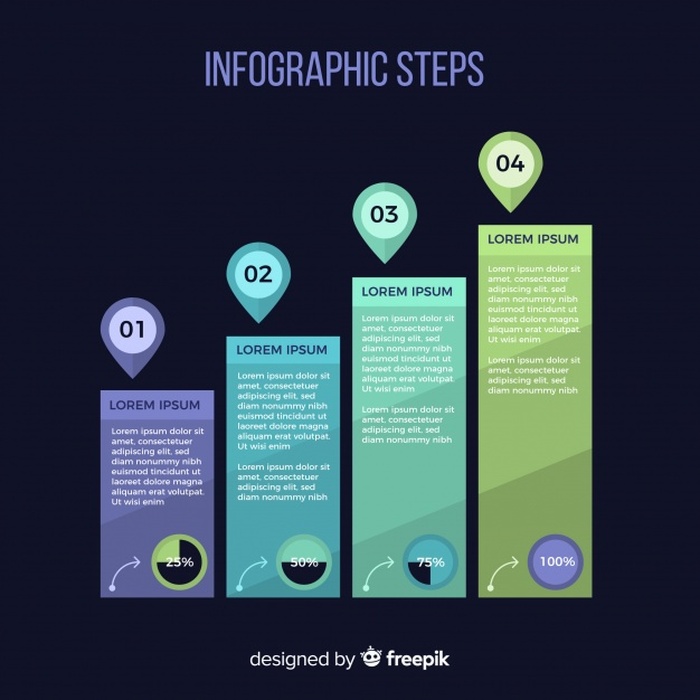 INFOGRAPHIC STEPS
01
LOREM IPSUM
Lorem ipsum dolor sit
amet, consectetuer
adipiscing elit, sed
diam nonummy nibh
euismod tincidunt ut
laoreet dolore magna
aliquam erat volutpat.
Ut wisi enim
25%
02
LOREM IPSUM
Lorem ipsum dolor sit
amet, consectetuer
adipiscing elit, sed
diam nonummy nibh
euismod tincidunt ut
laoreet dolore magna
aliquam erat volutpat.
Ut wisi enim
Lorem ipsum dolor sit
amet, consectetuer
adipiscing elit, sed
diam nonummy nibh
50%
03
LOREM IPSUM
Lorem ipsum dolor sit
amet, consectetuer
adipiscing elit, sed
diam nonummy nibh
euismod tincidunt ut
laoreet dolore magna
aliquam erat volutpat.
Ut wisi enim
Lorem ipsum dolor sit
amet, consectetuer
adipiscing elit, sed
diam nonummy nibh
75%
04
LOREM IPSUM
Lorem ipsum dolor sit
amet, consectetuer
adipiscing elit, sed
diam nonummy nibh
euismod tincidunt ut
laoreet dolore magna
aliquam erat volutpat.
Ut wisi enim
Lorem ipsum dolor sit
amet, consectetuer
adipiscing elit, sed
diam nonummy nibh
100%
designed by freepik